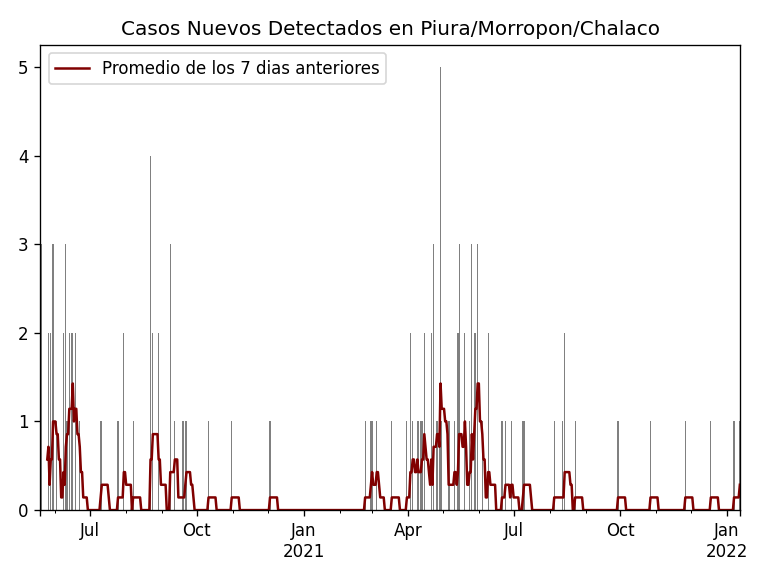 Casos Nuevos Detectados en Piura/Morropon/Chalaco
Promedio de los 7 dias anteriores
5
4
3
2
1
0
Jul
Oct
Jan
2021
Apr
Jul
Oct
Jan
2022